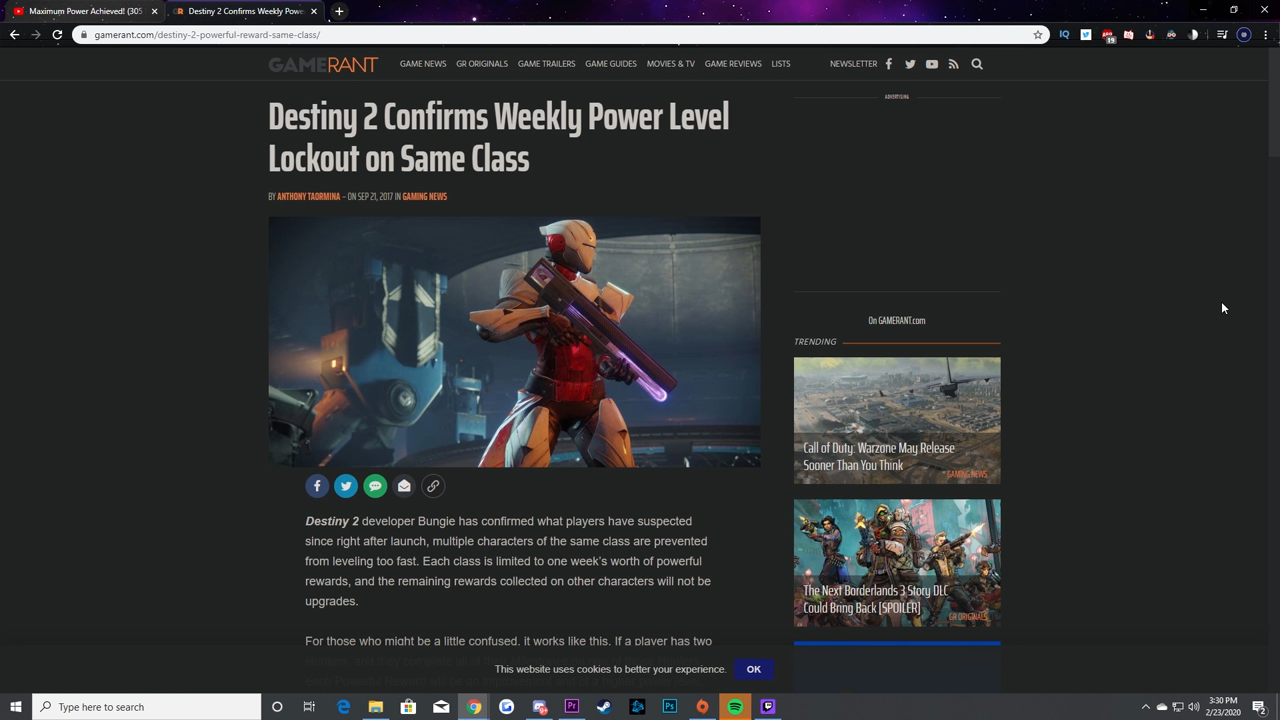 Maximum Power Achieved! (305
Destiny 2 Confirms Weekly Power
gamerant.com/destiny-2-powerful-reward-same-class/
19
GAMERANT
GAME NEWS GR ORIGINALS GAME TRAILERS GAME GUIDES MOVIES & TV GAME REVIEWS LISTS NEWSLETTER
Destiny 2 Confirms Weekly Power Level
Lockout on Same Class
BY ANTHONY TAORMINA – ON SEP 21, 2017 IN GAMING NEWS
Destiny 2 developer Bungie has confirmed what players have suspected
since right after launch, multiple characters of the same class are prevented
from leveling too fast. Each class is limited to one week's worth of powerful
rewards, and the remaining rewards collected on other characters will not be
upgrades.
For those who might be a little confused, it works like this. If a player has two
ADVERTISING
On GAMERANT.com
TRENDING
Call of Duty: Warzone May Release
Sooner Than You Think
GAMING NEWS
The Next Borderlands 3 Story DLC
Could Bring Back [SPOILER]
GR ORIGINALS
This website uses cookies to better your experience. OK
Type here to search
3:30 PM
2/23/2020